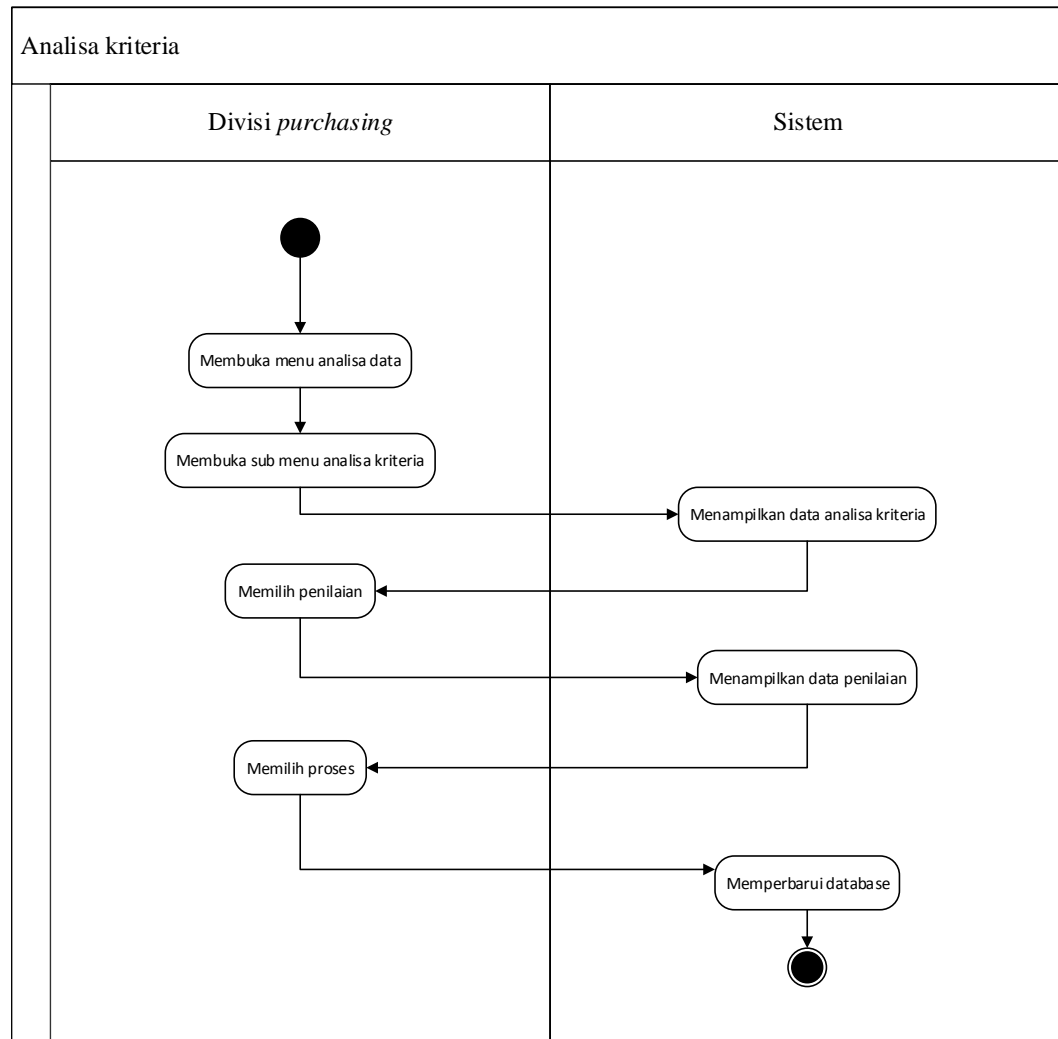 Analisa kriteria
Divisi purchasing
Sistem
Membuka menu analisa data
Membuka sub menu analisa kriteria
Menampilkan data analisa kriteria
Memilih penilaian
Menampilkan data penilaian
Memilih proses
Memperbarui database